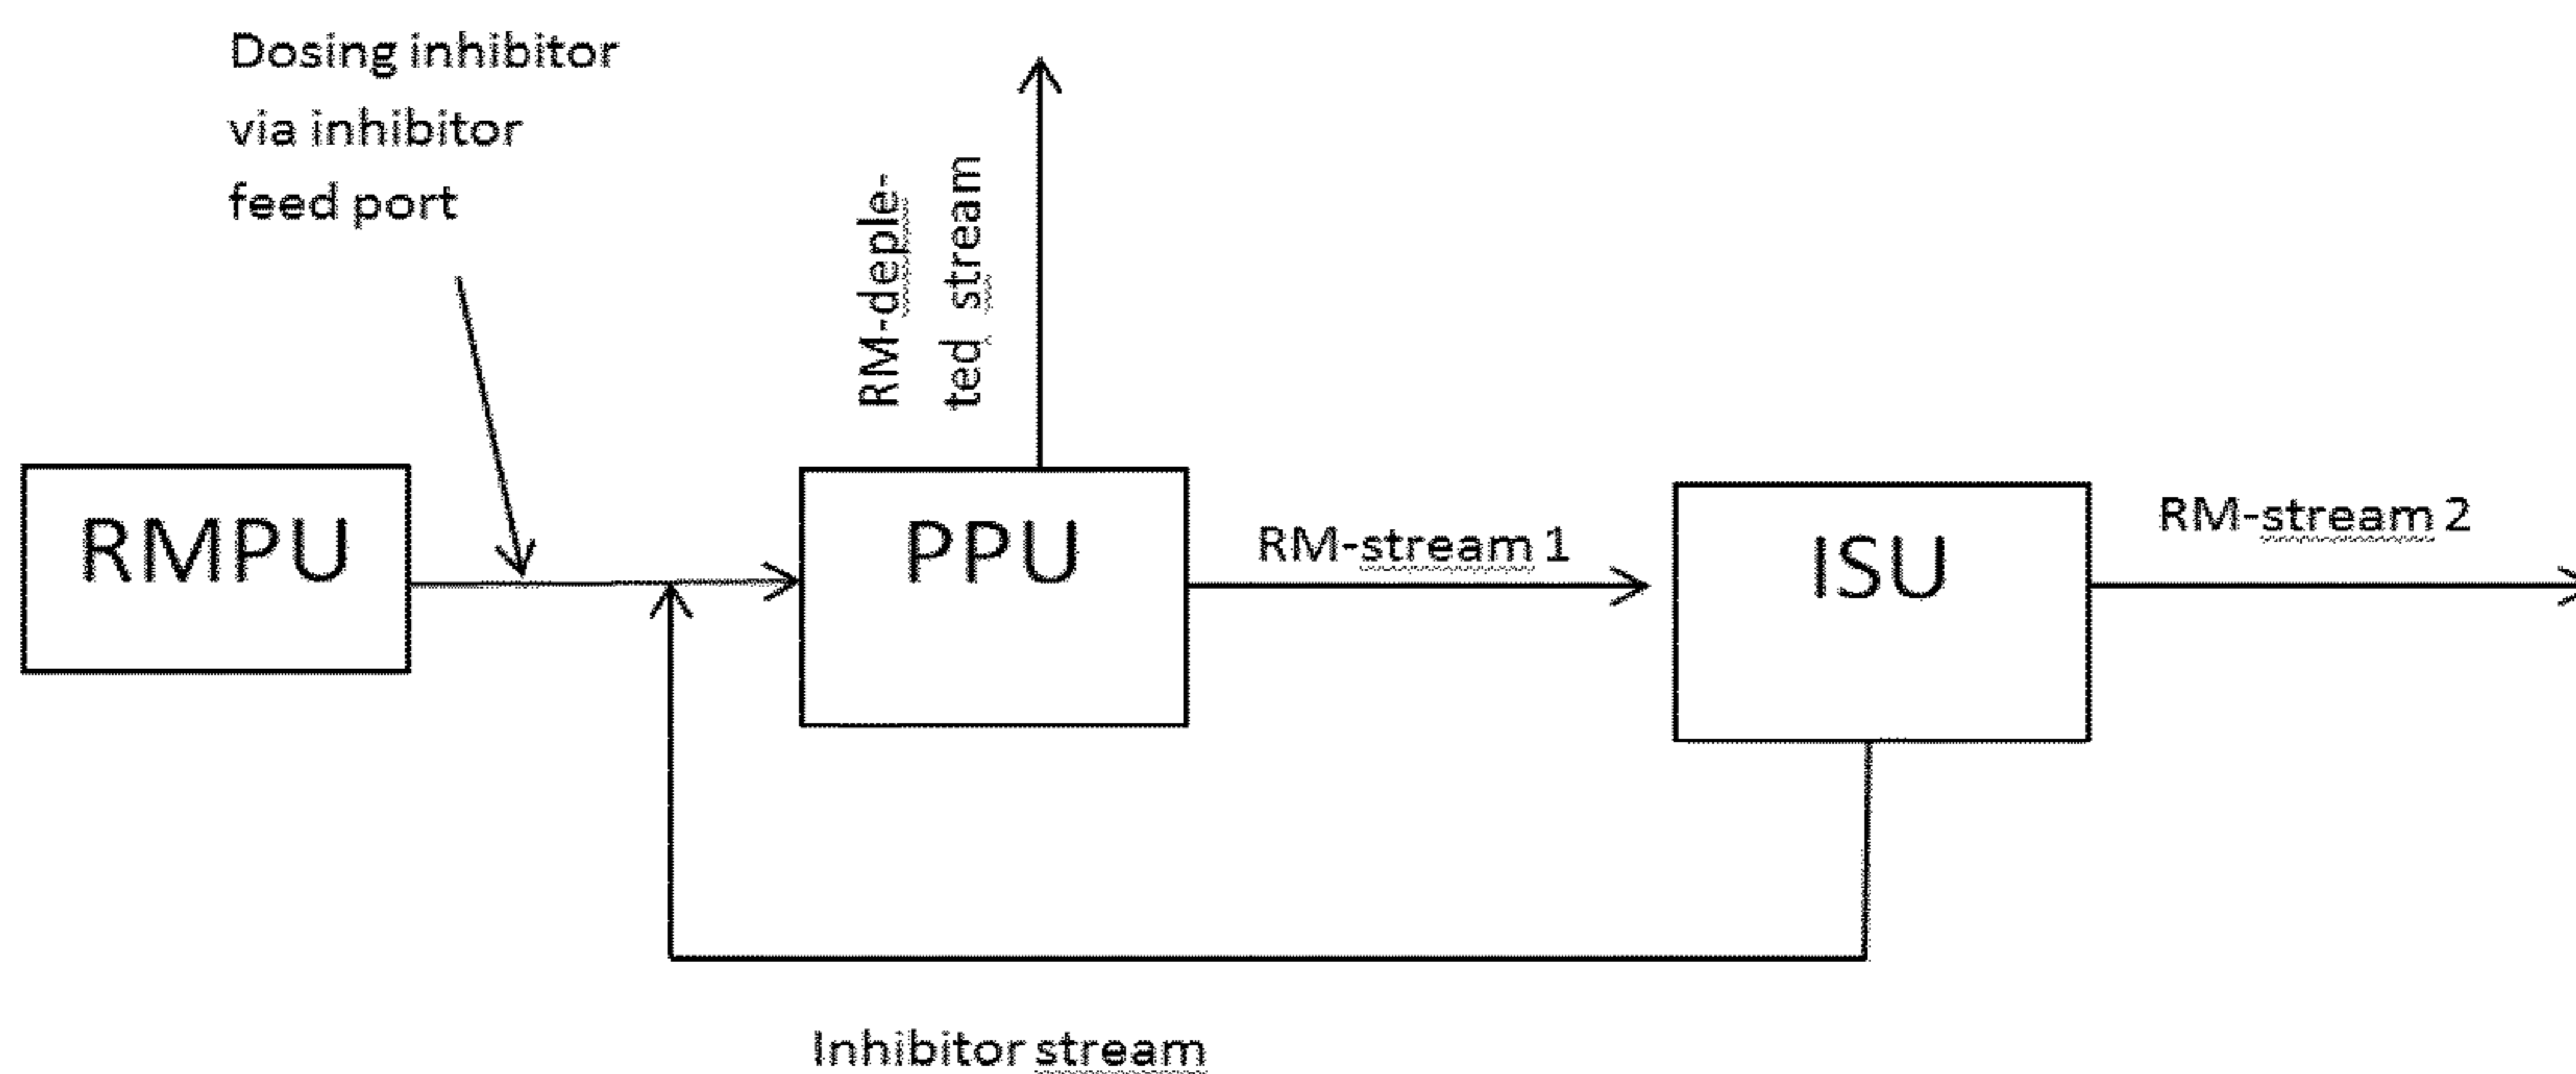 Dosing inhibitor
via inhibitor
feed port
RM-deple-
ted stream
RMPU
PPU
RM-stream 1
ISU
RM-stream 2
Inhibitor stream